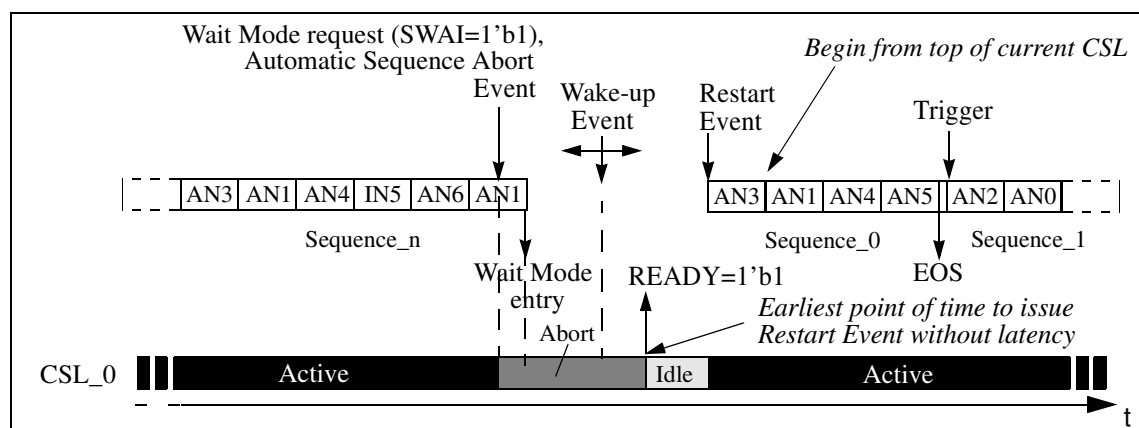 Wait Mode request (SWAI=1’b1),
Automatic Sequence Abort
Event
Wake-up
Event
Restart
Event
Begin from top of current CSL
Trigger
AN3 AN1 AN4 IN5 AN6 AN1
AN3 AN1 AN4 AN5 AN2 AN0
Sequence_n
Sequence_0
Sequence_1
Wait Mode
entry
READY=1’b1
EOS
Earliest point of time to issue
Restart Event without latency
Abort
CSL_0
Active
Idle
Active
t